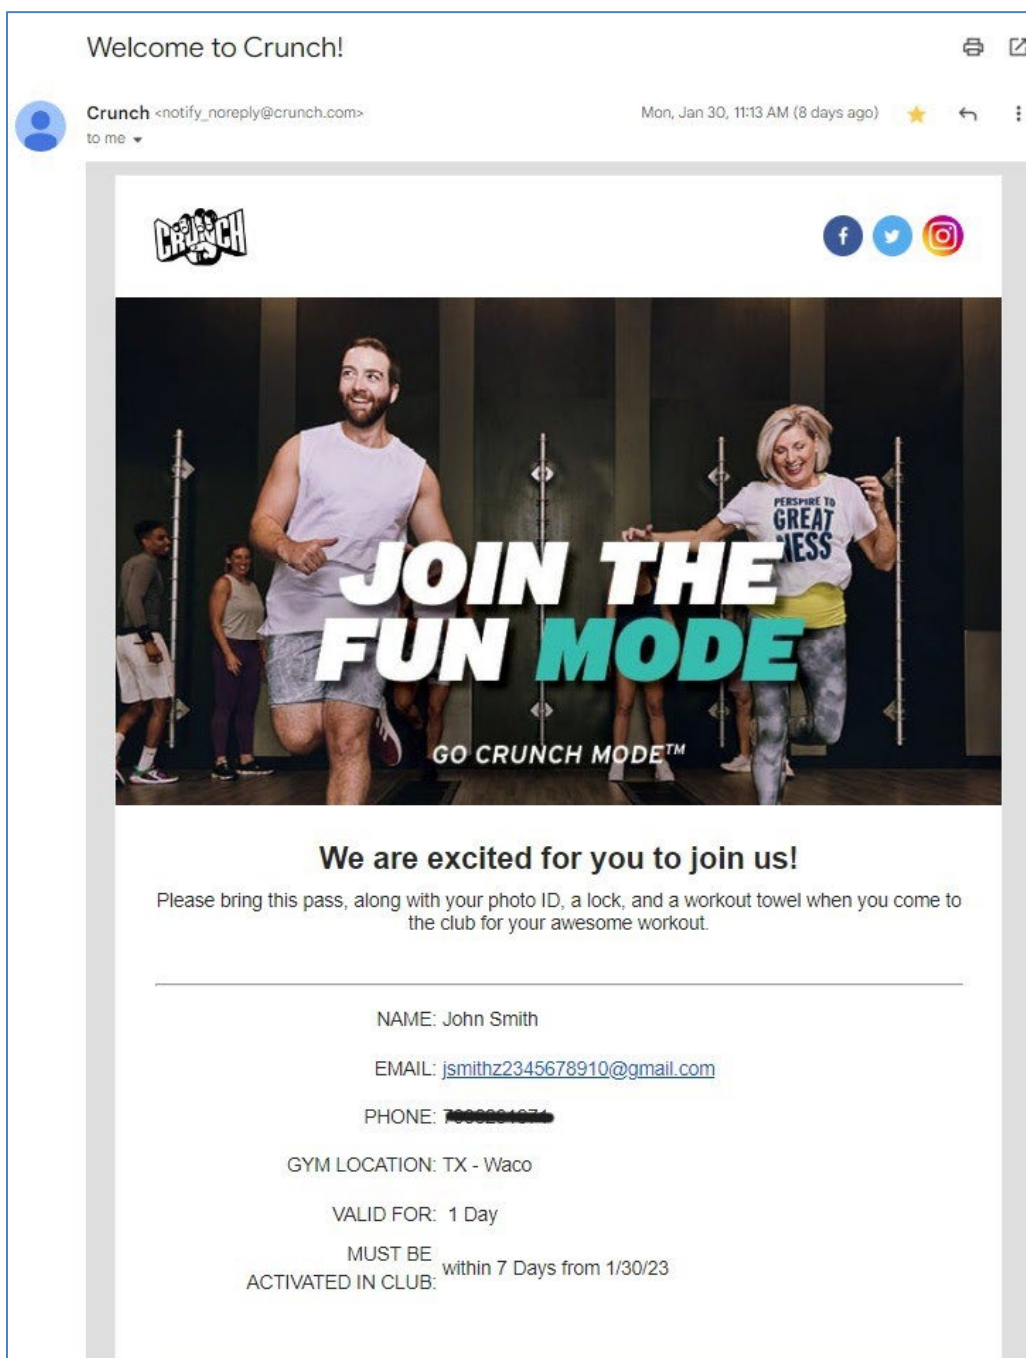 Welcome to Crunch!
Crunch <notify_noreply@crunch.com>
Mon, Jan 30, 11:13 AM (8 days ago)
to me
CRUNCH
f
PERSPIRE TO
GREAT
NESS
JOIN THE
FUN MODE
GO CRUNCH MODE™
We are excited for you to join us!
Please bring this pass, along with your photo ID, a lock, and a workout towel when you come to
the club for your awesome workout.
NAME: John Smith
EMAIL: jsmithz2345678910@gmail.com
PHONE:
GYM LOCATION: TX - Waco
VALID FOR: 1 Day
MUST BE
ACTIVATED IN CLUB: within 7 Days from 1/30/23